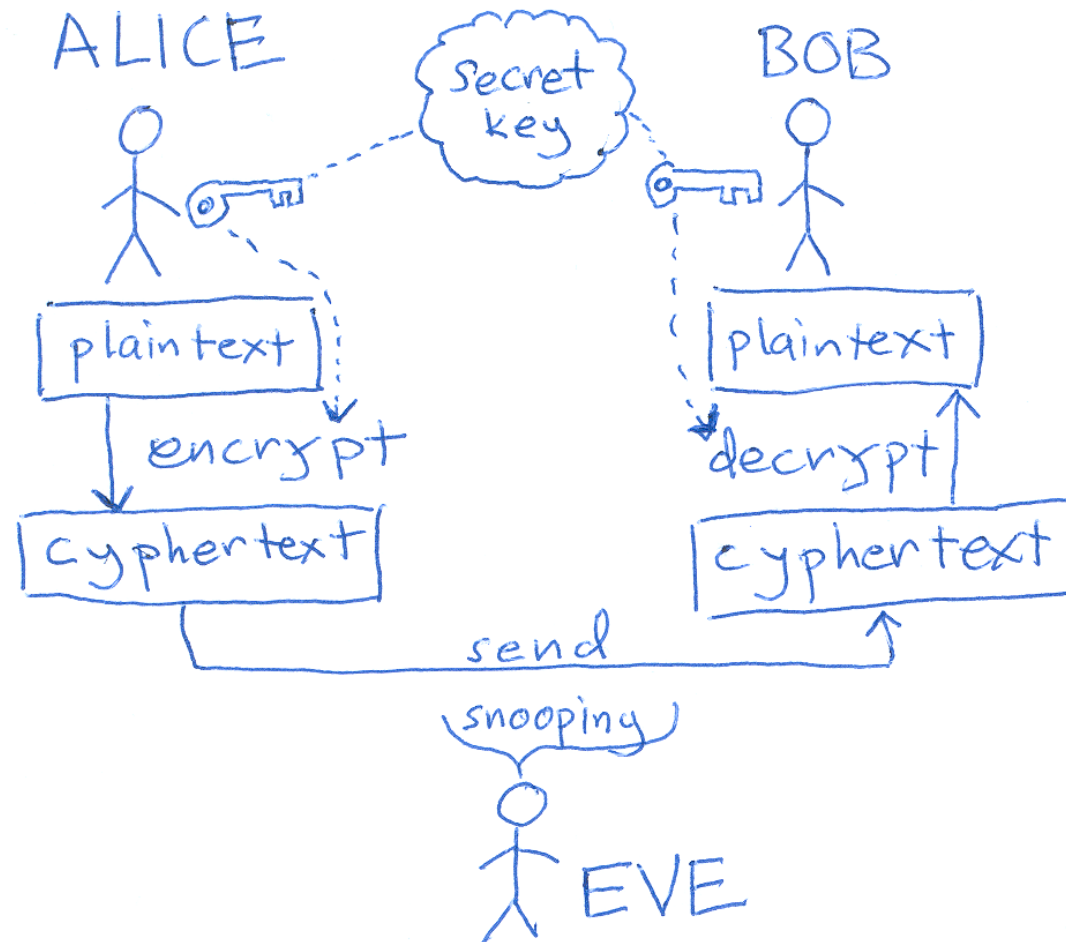 ALICE
Secret
key
BOB
plaintext
plaintext
encrypt
decrypt
cyphertext
cyphertext
send
snooping
EVE